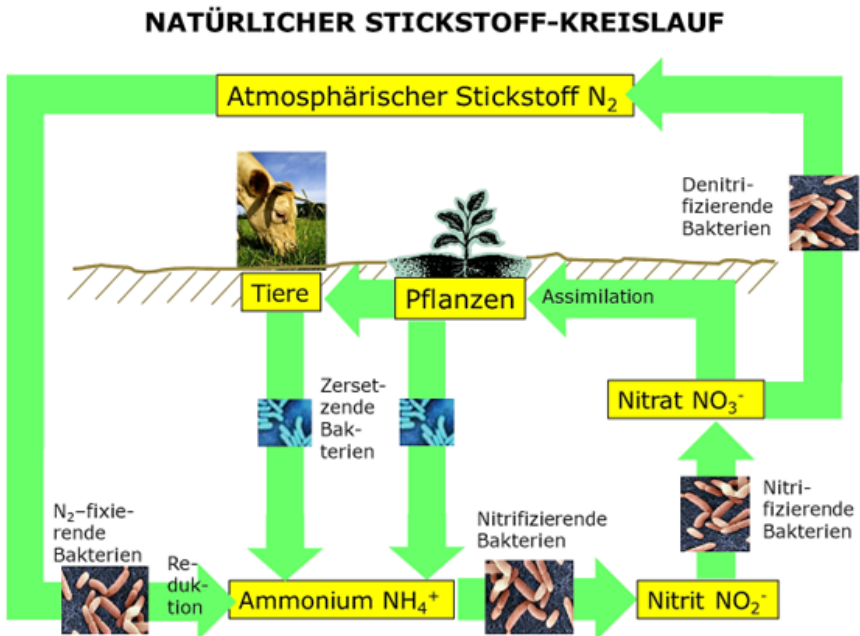 NATÜRLICHER STICKSTOFF-KREISLAUF
Atmosphärischer Stickstoff N₂
Denitri-
fizierende
Bakterien
Tiere
Pflanzen
Assimilation
Zerset-
zende
Bak-
terien
Nitrat NO₃⁻
N₂–fixie-
rende
Bakterien
Re-
duk-
tion
Nitrifizierende
Bakterien
Nitri-
fizierende
Bakterien
Ammonium NH₄⁺
Nitrit NO₂⁻